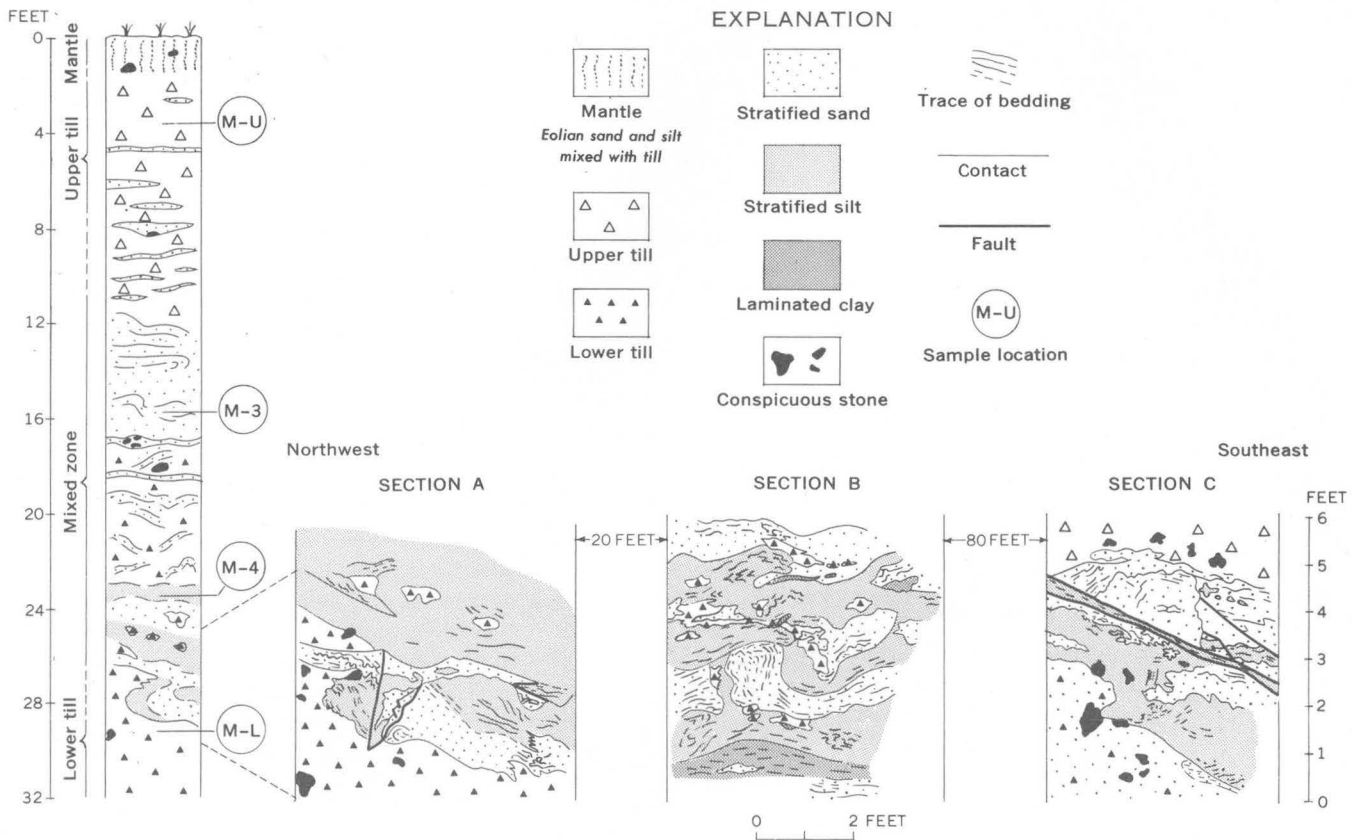 FEET
0
4
8
12
16
20
24
28
32
Mantle
Upper till
Mixed zone
Lower till
M-U
M-3
M-4
M-L
EXPLANATION
Mantle
Eolian sand and silt
mixed with till
Upper till
Lower till
Stratified sand
Stratified silt
Laminated clay
Conspicuous stone
Trace of bedding
Contact
Fault
M-U
Sample location
Northwest
Southeast
SECTION A
SECTION B
SECTION C
20 FEET
80 FEET
FEET
6
5
4
3
2
1
0
0 2 FEET